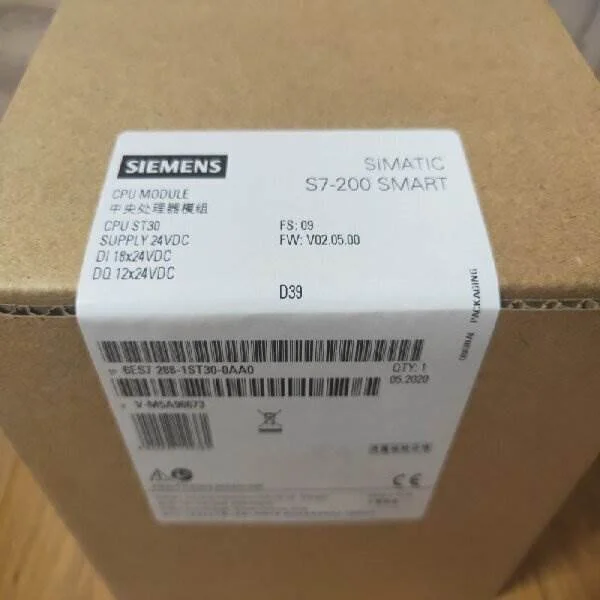 SIEMENS
SIMATIC
S7-200 SMART
CPU MODULE
中央处理器模组
CPU ST30
SUPPLY 24VDC
DI 18x24VDC
DQ 12x24VDC
FS: 09
FW: V02.05.00
D39
ORIGINAL PACKAGING
1P 6ES7 288-1ST30-0AA0
QTY: 1
05.2020
V-M5A96673
CE